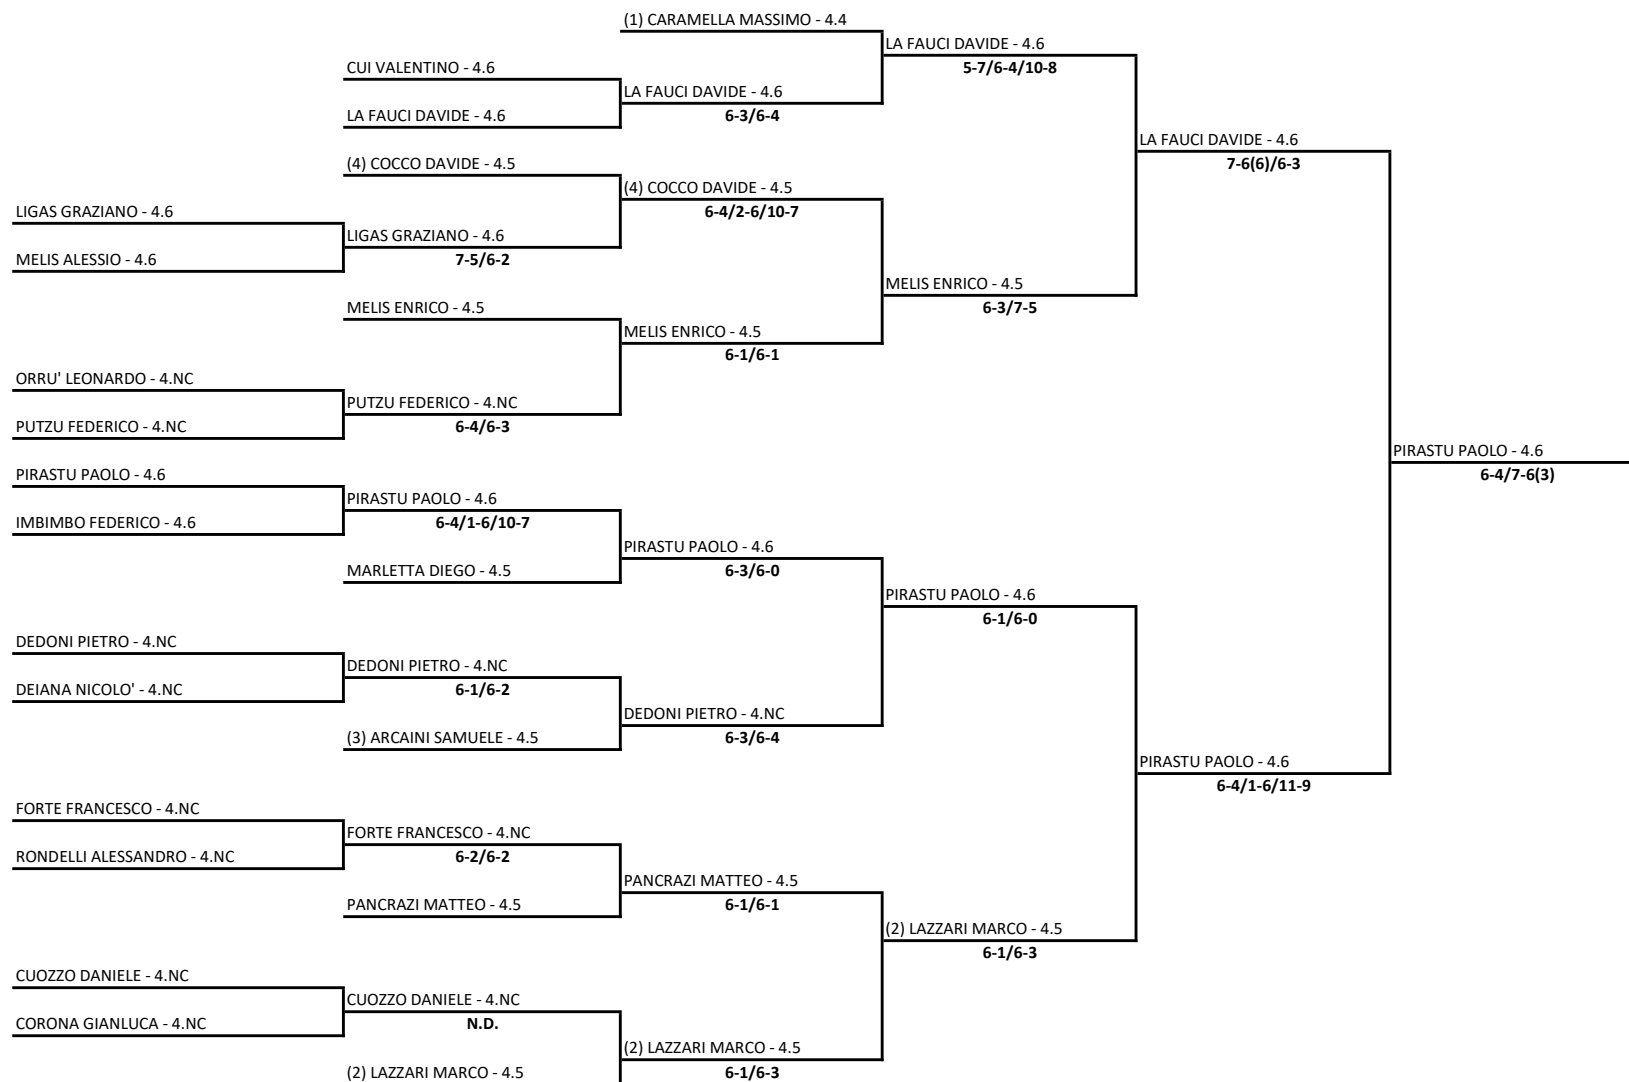 (1) CARAMELLA MASSIMO - 4.4
LA FAUCI DAVIDE - 4.6
5-7/6-4/10-8
CUI VALENTINO - 4.6
LA FAUCI DAVIDE - 4.6
6-3/6-4
LA FAUCI DAVIDE - 4.6
LA FAUCI DAVIDE - 4.6
7-6(6)/6-3
(4) COCCO DAVIDE - 4.5
(4) COCCO DAVIDE - 4.5
6-4/2-6/10-7
LIGAS GRAZIANO - 4.6
LIGAS GRAZIANO - 4.6
7-5/6-2
MELIS ALESSIO - 4.6
MELIS ENRICO - 4.5
6-3/7-5
MELIS ENRICO - 4.5
MELIS ENRICO - 4.5
6-1/6-1
ORRU' LEONARDO - 4.NC
PUTZU FEDERICO - 4.NC
6-4/6-3
PUTZU FEDERICO - 4.NC
PIRASTU PAOLO - 4.6
6-4/7-6(3)
PIRASTU PAOLO - 4.6
PIRASTU PAOLO - 4.6
6-4/1-6/10-7
IMBIMBO FEDERICO - 4.6
PIRASTU PAOLO - 4.6
6-3/6-0
MARLETTA DIEGO - 4.5
PIRASTU PAOLO - 4.6
6-1/6-0
DEDONI PIETRO - 4.NC
DEDONI PIETRO - 4.NC
6-1/6-2
DEIANA NICOLO' - 4.NC
DEDONI PIETRO - 4.NC
6-3/6-4
(3) ARCAINI SAMUELE - 4.5
PIRASTU PAOLO - 4.6
6-4/1-6/11-9
FORTE FRANCESCO - 4.NC
FORTE FRANCESCO - 4.NC
6-2/6-2
RONDELLI ALESSANDRO - 4.NC
PANCRAZI MATTEO - 4.5
6-1/6-1
PANCRAZI MATTEO - 4.5
(2) LAZZARI MARCO - 4.5
6-1/6-3
CUOZZO DANIELE - 4.NC
CUOZZO DANIELE - 4.NC
N.D.
CORONA GIANLUCA - 4.NC
(2) LAZZARI MARCO - 4.5
6-1/6-3
(2) LAZZARI MARCO - 4.5